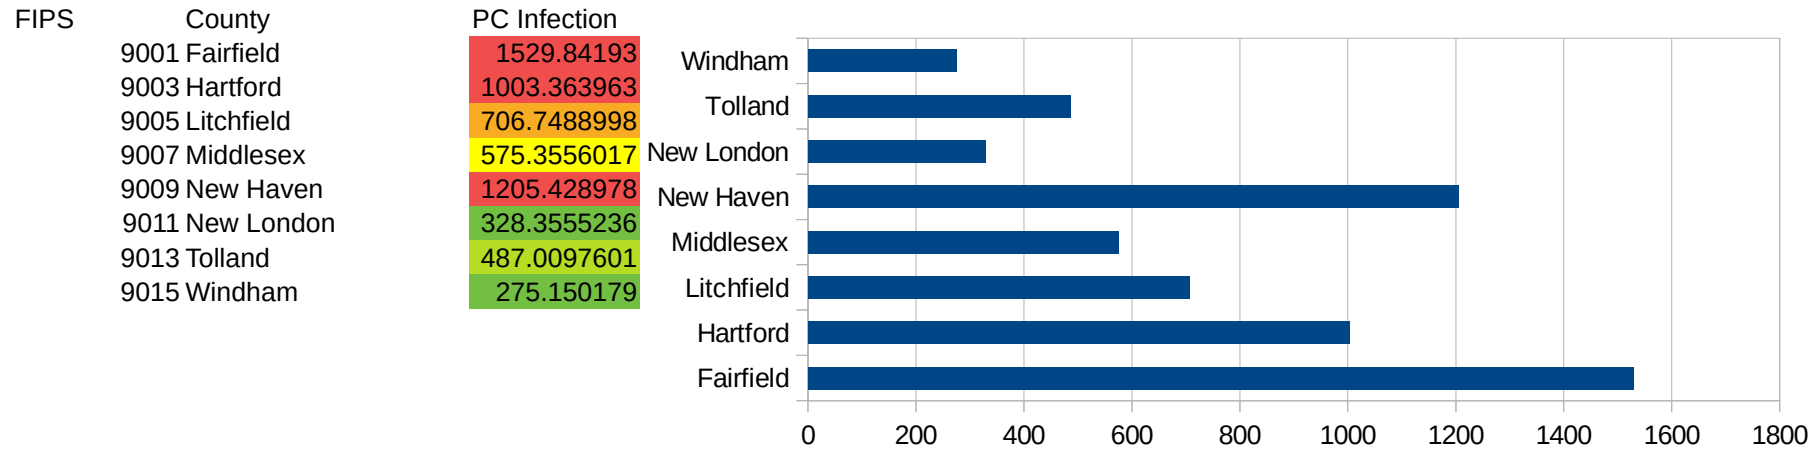 FIPS County PC Infection
9001 Fairfield 1529.84193
9003 Hartford 1003.363963
9005 Litchfield 706.7488998
9007 Middlesex 575.3556017
9009 New Haven 1205.428978
9011 New London 328.3555236
9013 Tolland 487.0097601
9015 Windham 275.150179
Windham
Tolland
New London
New Haven
Middlesex
Litchfield
Hartford
Fairfield
0 200 400 600 800 1000 1200 1400 1600 1800